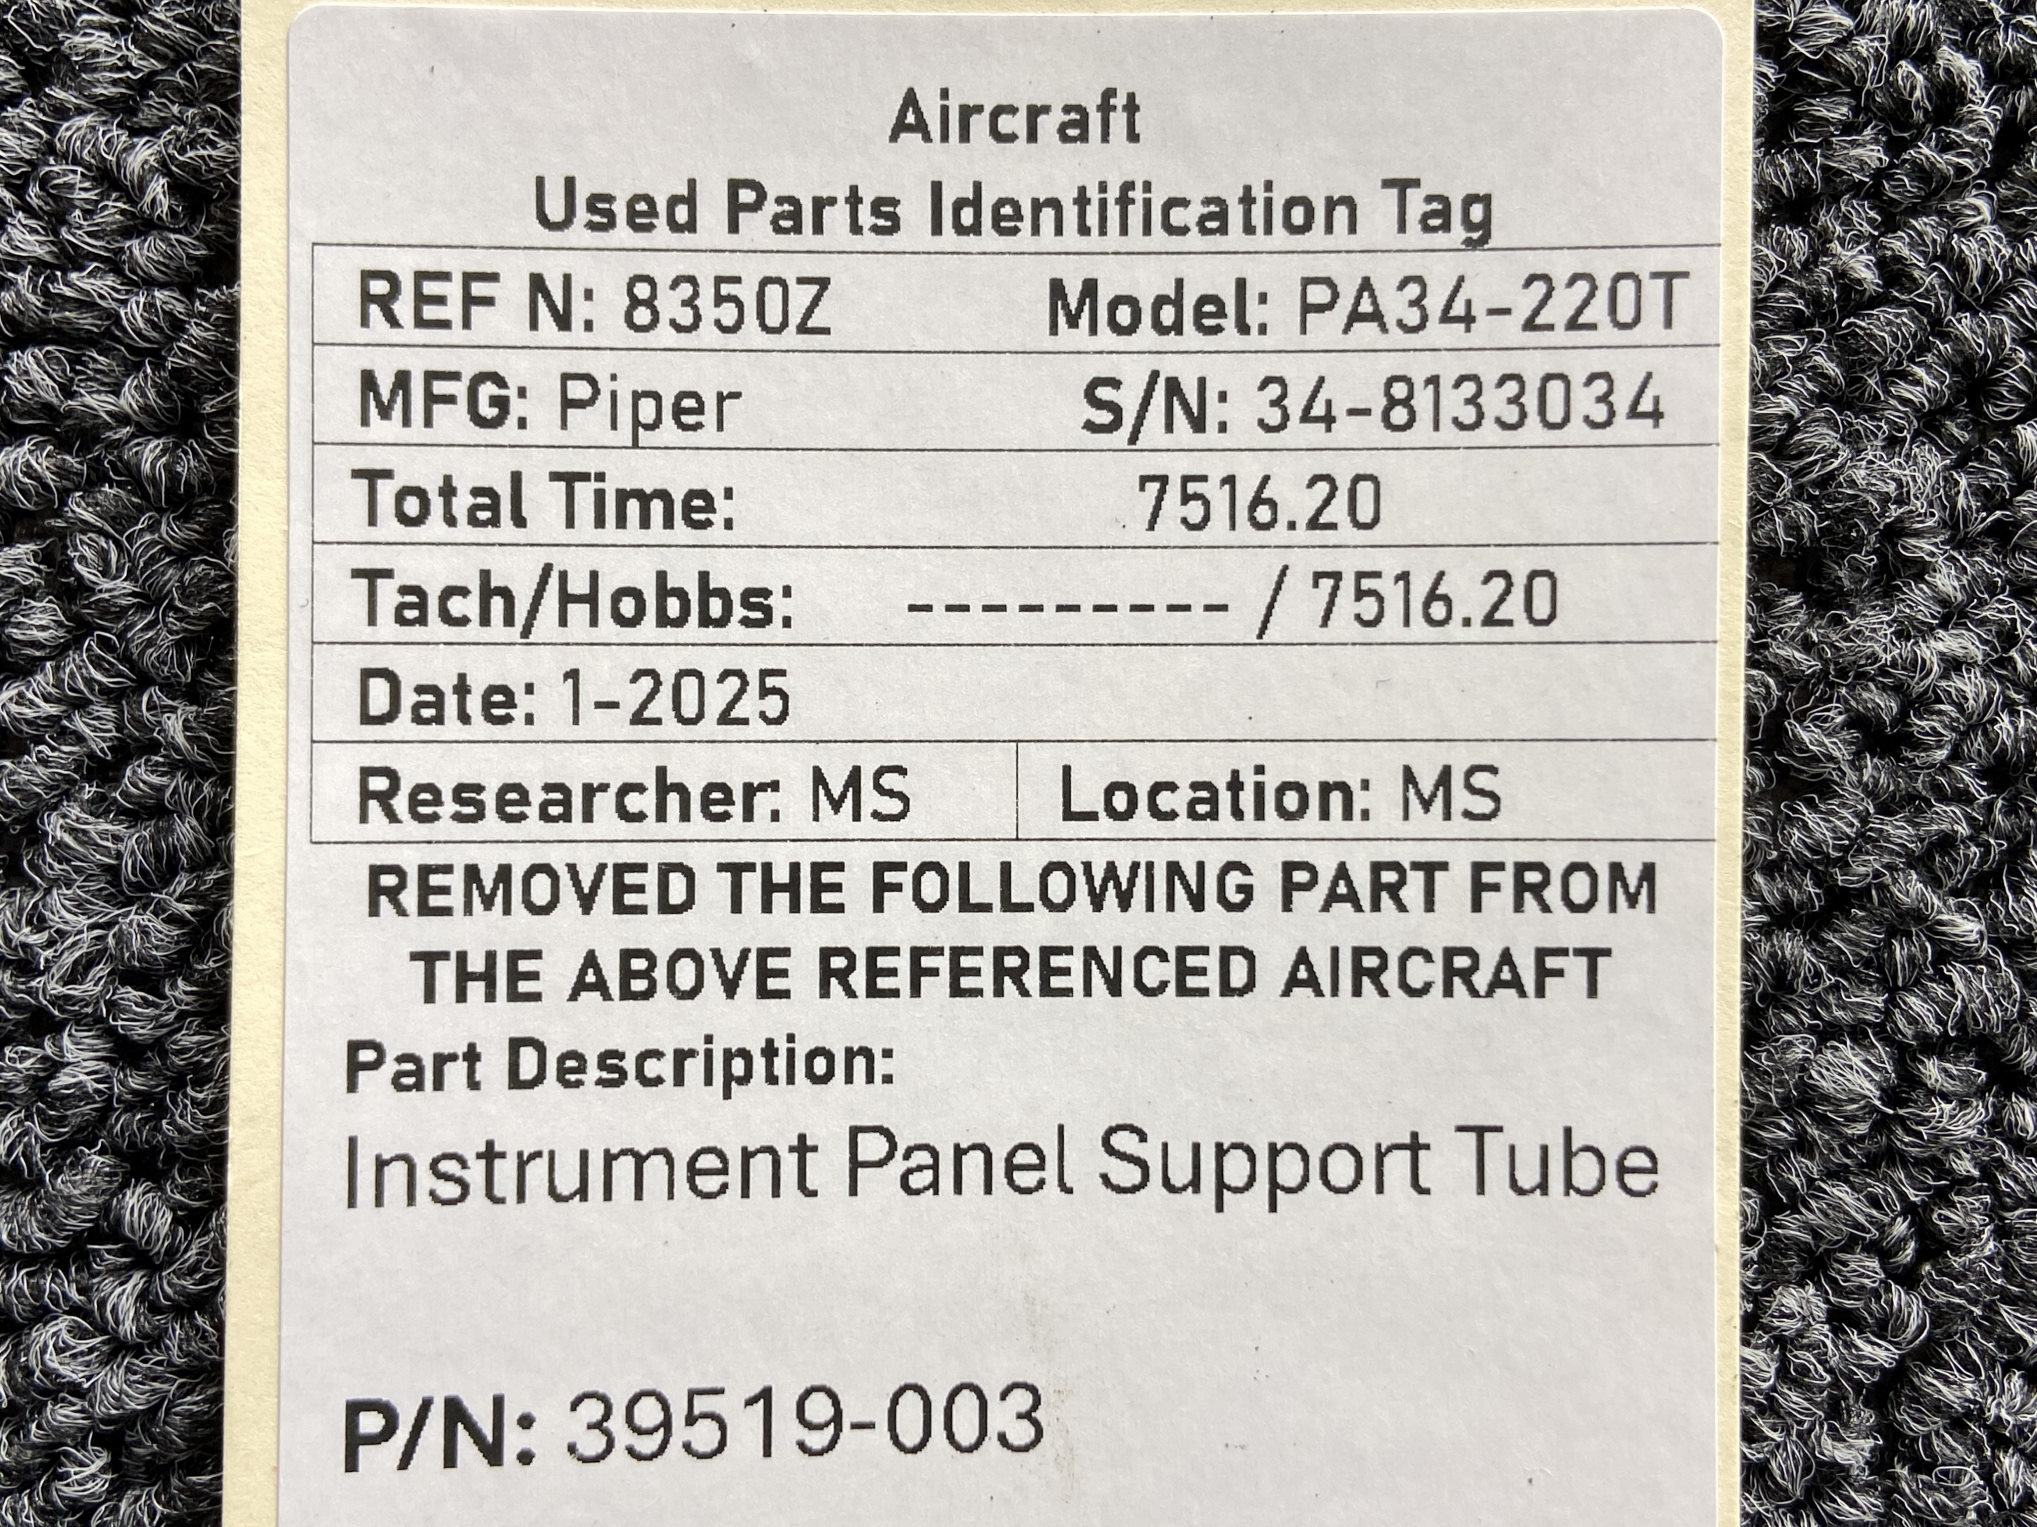 Aircraft
Used Parts Identification Tag
REF N: 8350Z Model: PA34-220T
MFG: Piper S/N: 34-8133034
Total Time: 7516.20
Tach/Hobbs: --------- / 7516.20
Date: 1-2025
Researcher: MS Location: MS
REMOVED THE FOLLOWING PART FROM
THE ABOVE REFERENCED AIRCRAFT
Part Description:
Instrument Panel Support Tube
P/N: 39519-003